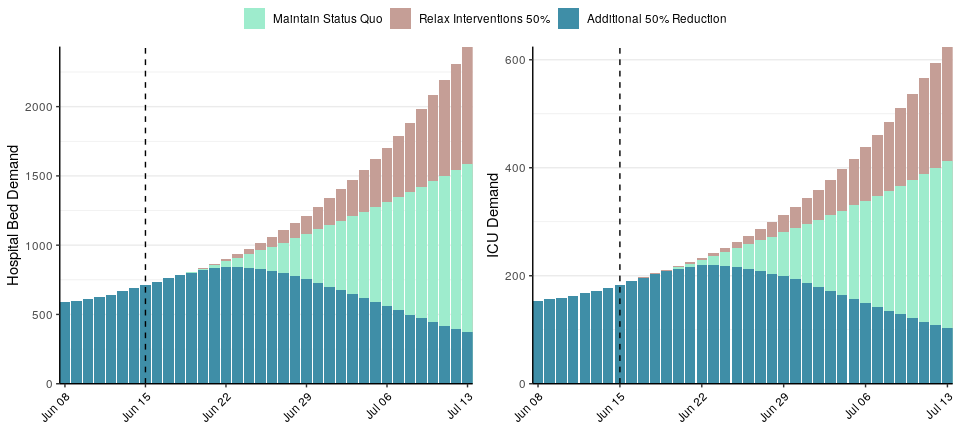 Maintain Status Quo Relax Interventions 50% Additional 50% Reduction
Hospital Bed Demand
2000
1500
1000
500
0
Jun 08 Jun 15 Jun 22 Jun 29 Jul 06 Jul 13
ICU Demand
600
400
200
0
Jun 08 Jun 15 Jun 22 Jun 29 Jul 06 Jul 13